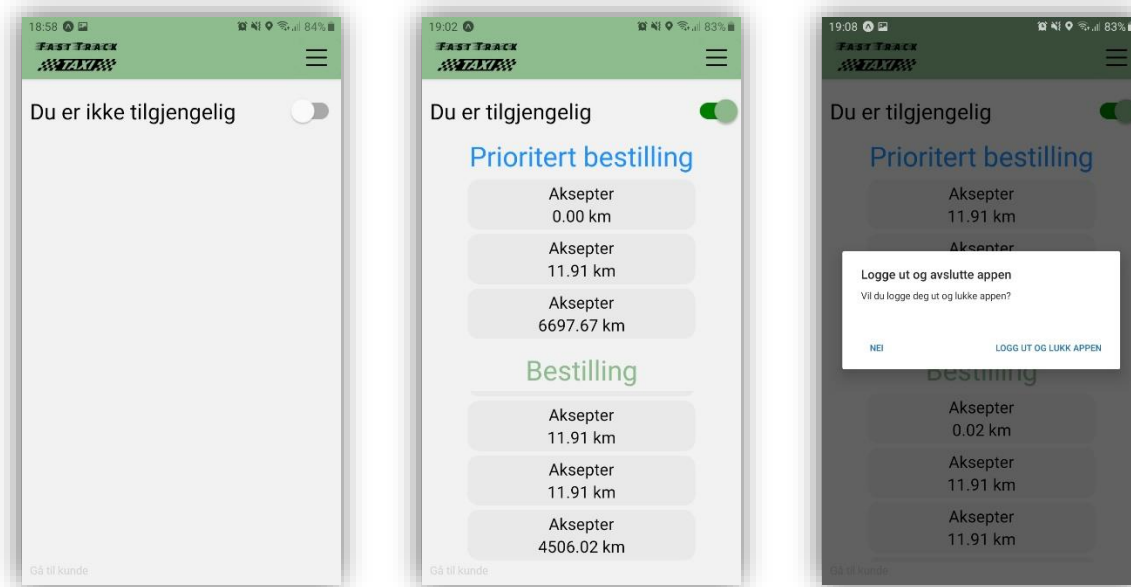 18:58 84%
FAST TRACK
TAXI
Du er ikke tilgjengelig
Gå til kunde
19:02 83%
FAST TRACK
TAXI
Du er tilgjengelig
Prioritert bestilling
Aksepter
0.00 km
Aksepter
11.91 km
Aksepter
6697.67 km
Bestilling
Aksepter
11.91 km
Aksepter
11.91 km
Aksepter
4506.02 km
Gå til kunde
19:08 83%
FAST TRACK
TAXI
Du er tilgjengelig
Prioritert bestilling
Aksepter
11.91 km
Aksepter
Logge ut og avslutte appen
Vil du logge deg ut og lukke appen?
NEI LOGG UT OG LUKK APPEN
Bestilling
Aksepter
0.02 km
Aksepter
11.91 km
Aksepter
11.91 km
Gå til kunde